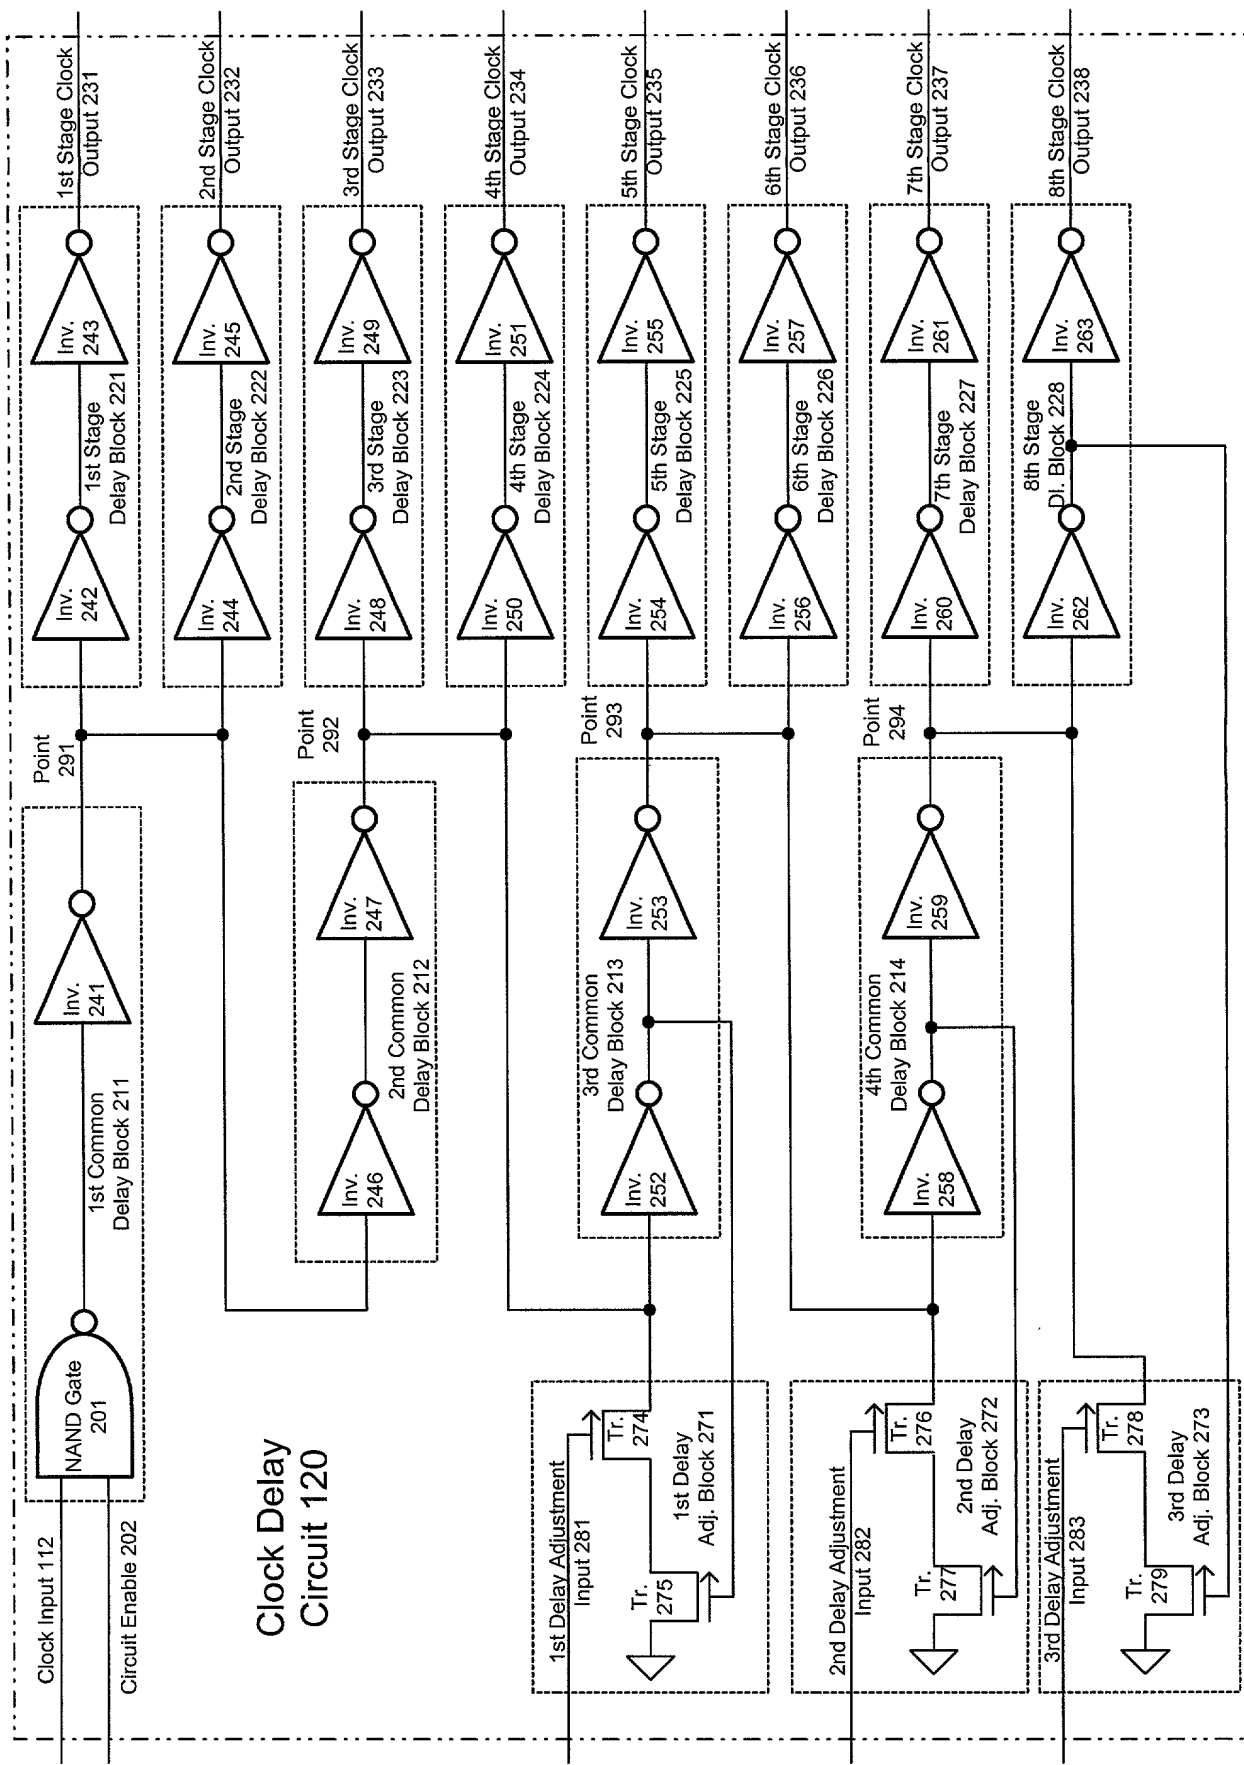 Clock Input 112
Circuit Enable 202
NAND Gate
201
1st Common
Delay Block 211
Inv.
241
Point
291
Inv.
242
1st Stage
Delay Block 221
Inv.
243
1st Stage Clock
Output 231
Inv.
244
2nd Stage
Delay Block 222
Inv.
245
2nd Stage Clock
Output 232
Clock Delay
Circuit 120
Inv.
246
2nd Common
Delay Block 212
Inv.
247
Point
292
Inv.
248
3rd Stage
Delay Block 223
Inv.
249
3rd Stage Clock
Output 233
Inv.
250
4th Stage
Delay Block 224
Inv.
251
4th Stage Clock
Output 234
1st Delay Adjustment
Input 281
Tr.
274
Tr.
275
1st Delay
Adj. Block 271
Inv.
252
3rd Common
Delay Block 213
Inv.
253
Point
293
Inv.
254
5th Stage
Delay Block 225
Inv.
255
5th Stage Clock
Output 235
Inv.
256
6th Stage
Delay Block 226
Inv.
257
6th Stage Clock
Output 236
2nd Delay Adjustment
Input 282
Tr.
276
Tr.
277
2nd Delay
Adj. Block 272
Inv.
258
4th Common
Delay Block 214
Inv.
259
Point
294
Inv.
260
7th Stage
Delay Block 227
Inv.
261
7th Stage Clock
Output 237
Inv.
262
8th Stage
Dl. Block 228
Inv.
263
8th Stage Clock
Output 238
3rd Delay Adjustment
Input 283
Tr.
278
Tr.
279
3rd Delay
Adj. Block 273